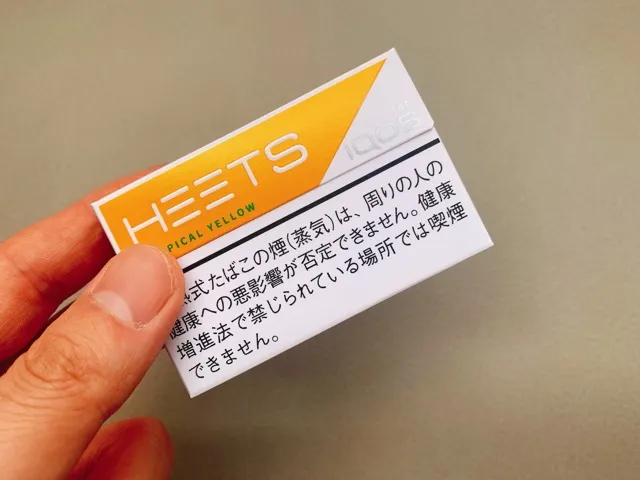 HEETS
PICAL YELLOW
IQOS
式たばこの煙(蒸気)は、周りの人の
健康への悪影響が否定できません。健康
増進法で禁じられている場所では喫煙
できません。